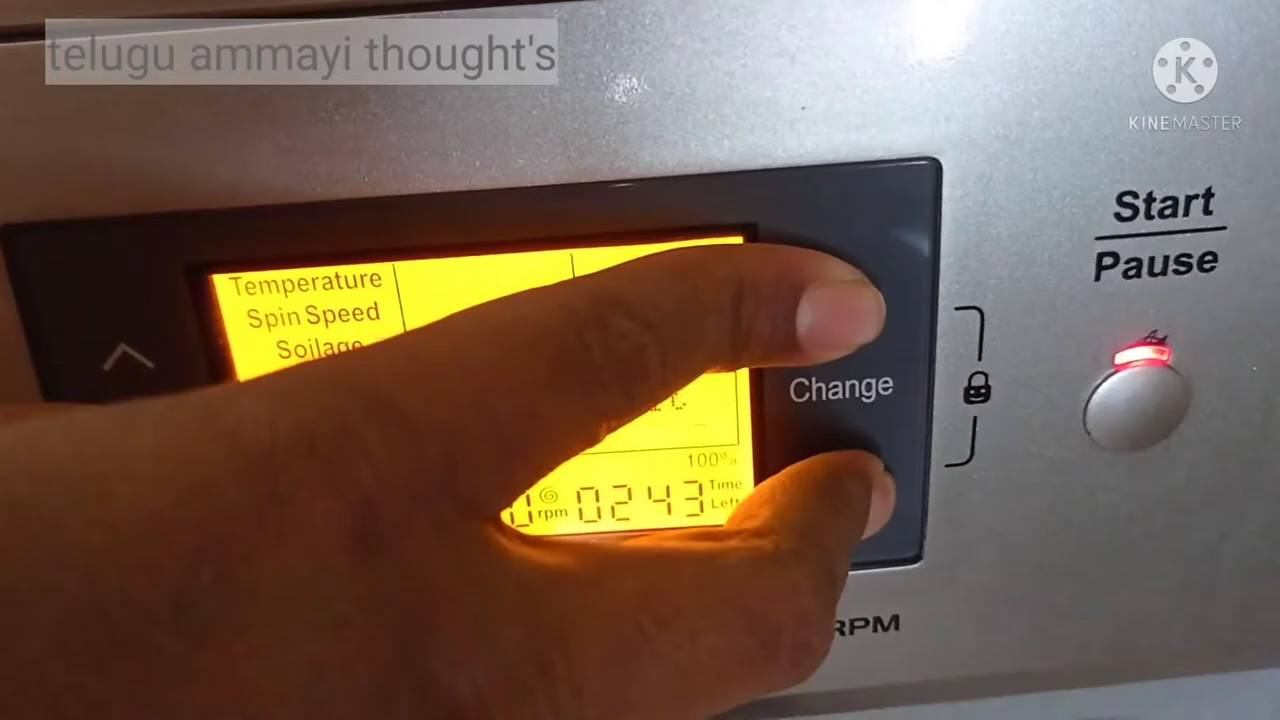 telugu ammayi thought's
K
KINEMASTER
Start
Pause
Temperature
Spin Speed
Soilage
Change
100%
rpm 0243 Time
Left
RPM